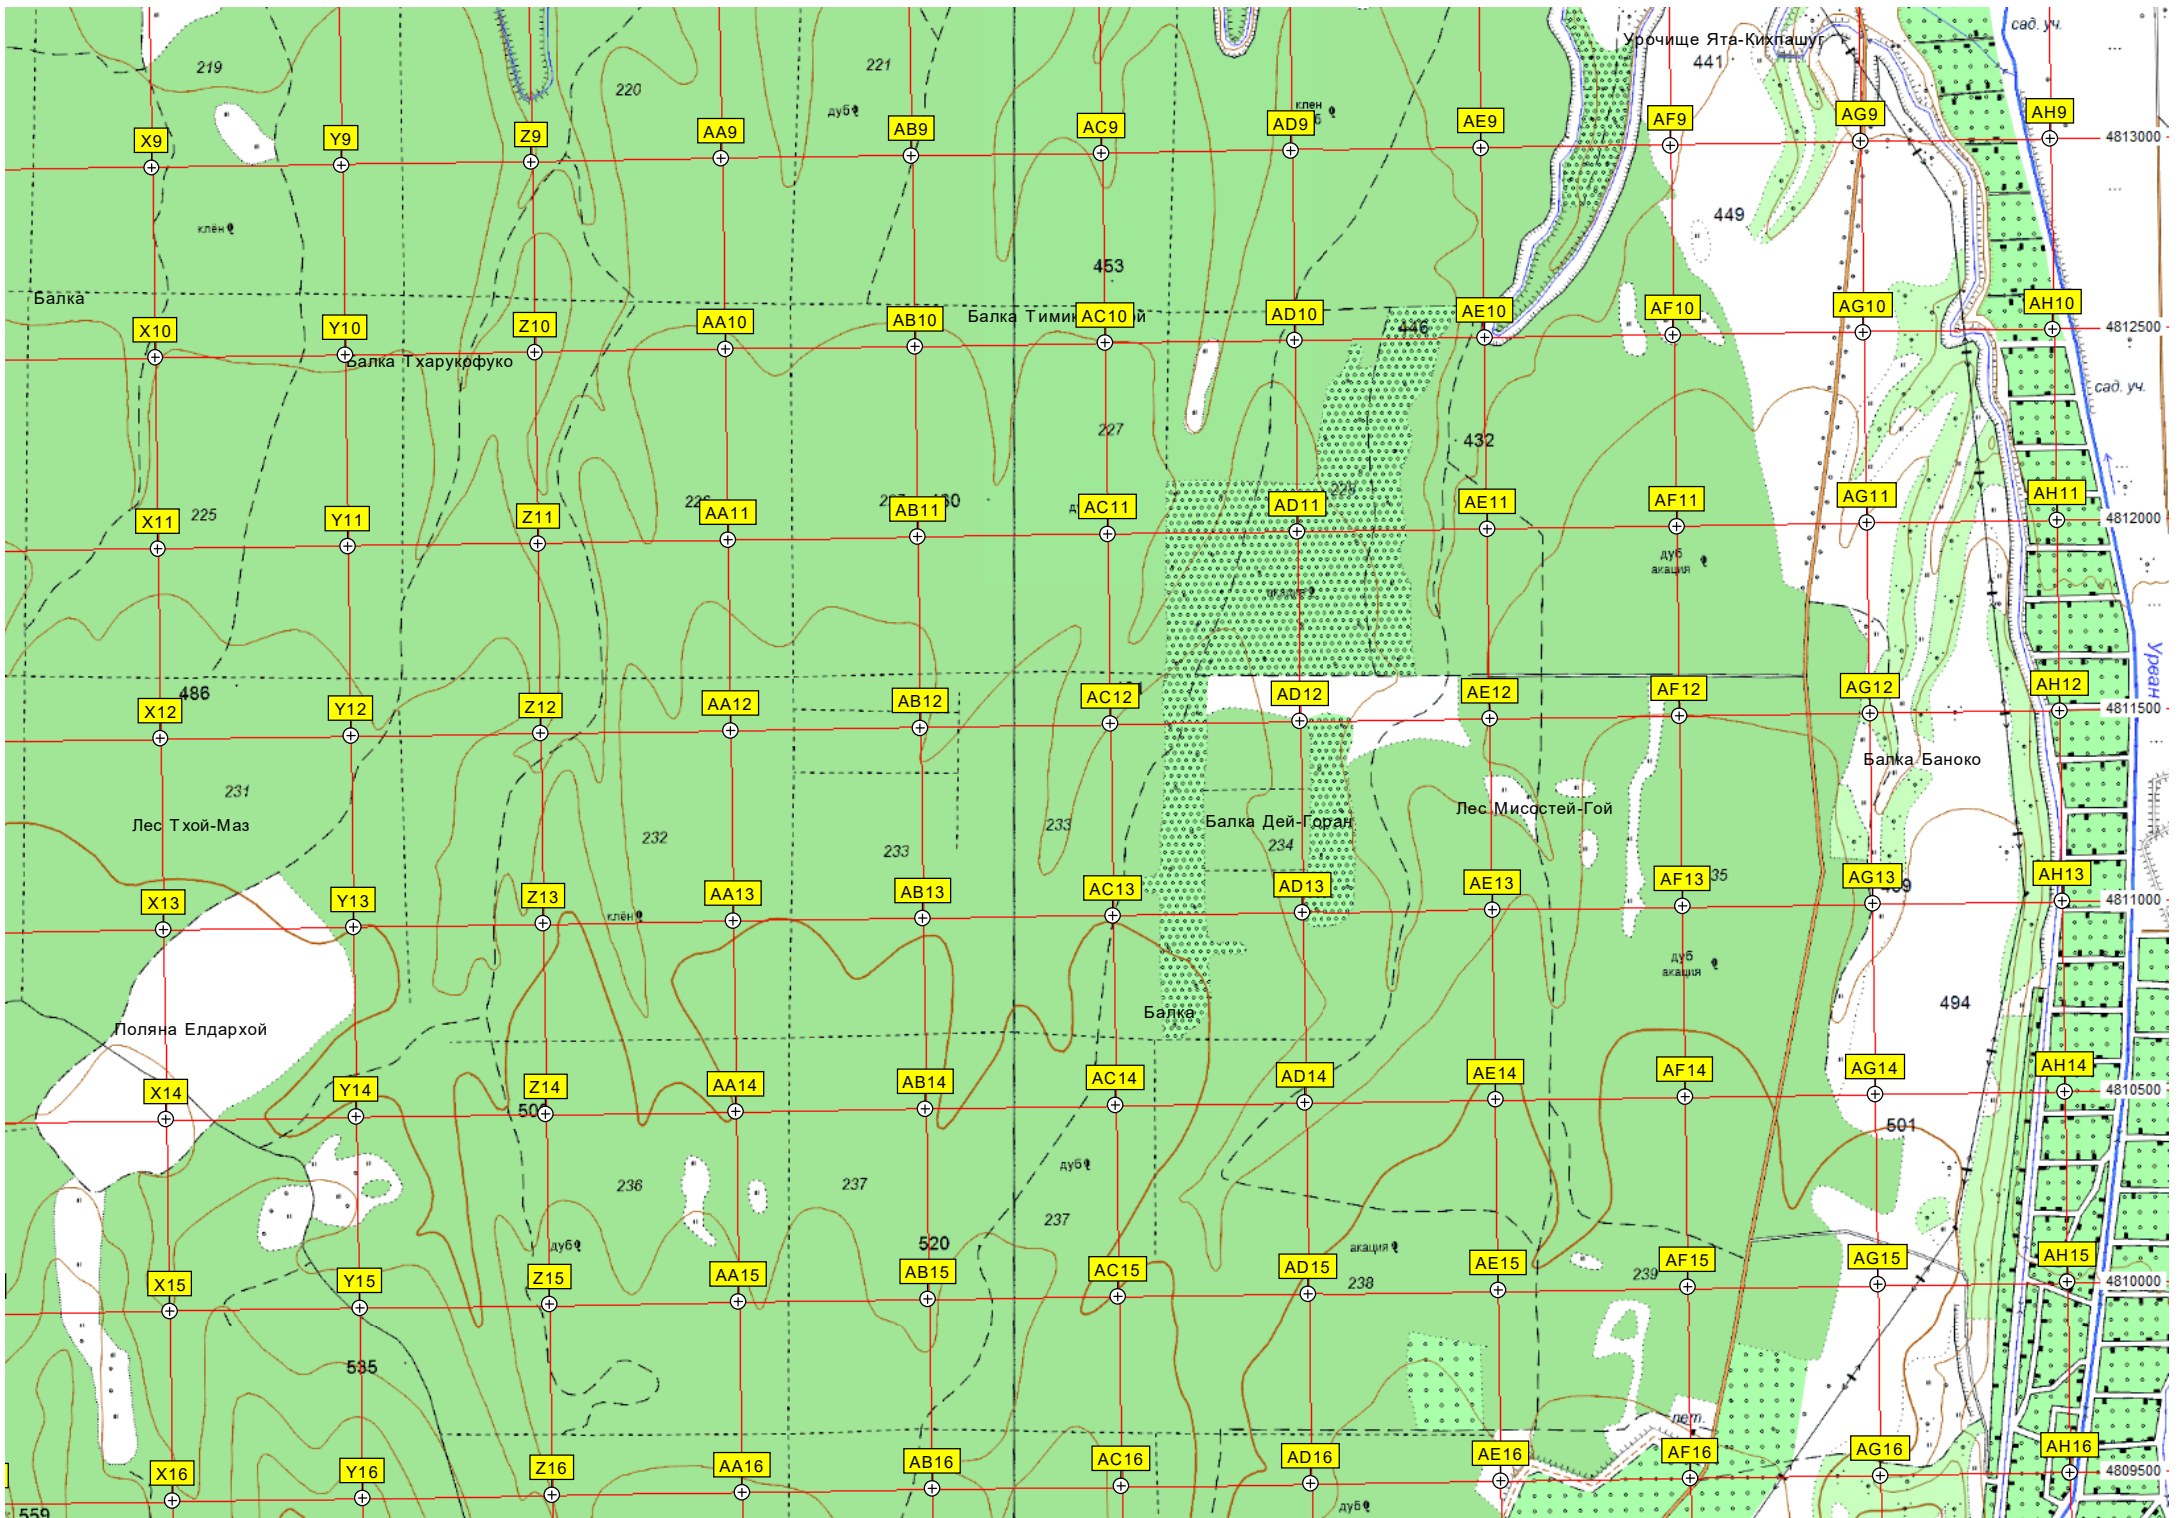 сад. уч.
Урочище Ята-Кихпашуг
441
219
220
221
дуб
клен
X9
Y9
Z9
AA9
AB9
AC9
AD9
AE9
AF9
AG9
AH9
4813000
клён
449
453
Балка
Балка Тхарукофуко
X10
Y10
Z10
AA10
AB10
AC10
AD10
AE10
AF10
AG10
AH10
4812500
446
сад. уч.
227
432
225
X11
Y11
Z11
AA11
AB11
AC11
AD11
AE11
AF11
AG11
AH11
4812000
228
дуб
акация
акация
486
X12
Y12
Z12
AA12
AB12
AC12
AD12
AE12
AF12
AG12
AH12
4811500
Урван
Балка Баноко
231
Лес Тхой-Маз
232
233
233
Балка Дей-Горан
234
Лес Мисостей-Гой
X13
Y13
Z13
AA13
AB13
AC13
AD13
AE13
AF13
AG13
AH13
4811000
клён
дуб
акация
494
Балка
Поляна Елдархой
X14
Y14
Z14
AA14
AB14
AC14
AD14
AE14
AF14
AG14
AH14
4810500
501
дуб
236
237
237
520
дуб
акация
238
239
X15
Y15
Z15
AA15
AB15
AC15
AD15
AE15
AF15
AG15
AH15
4810000
535
лет.
X16
Y16
Z16
AA16
AB16
AC16
AD16
AE16
AF16
AG16
AH16
4809500
559
дуб